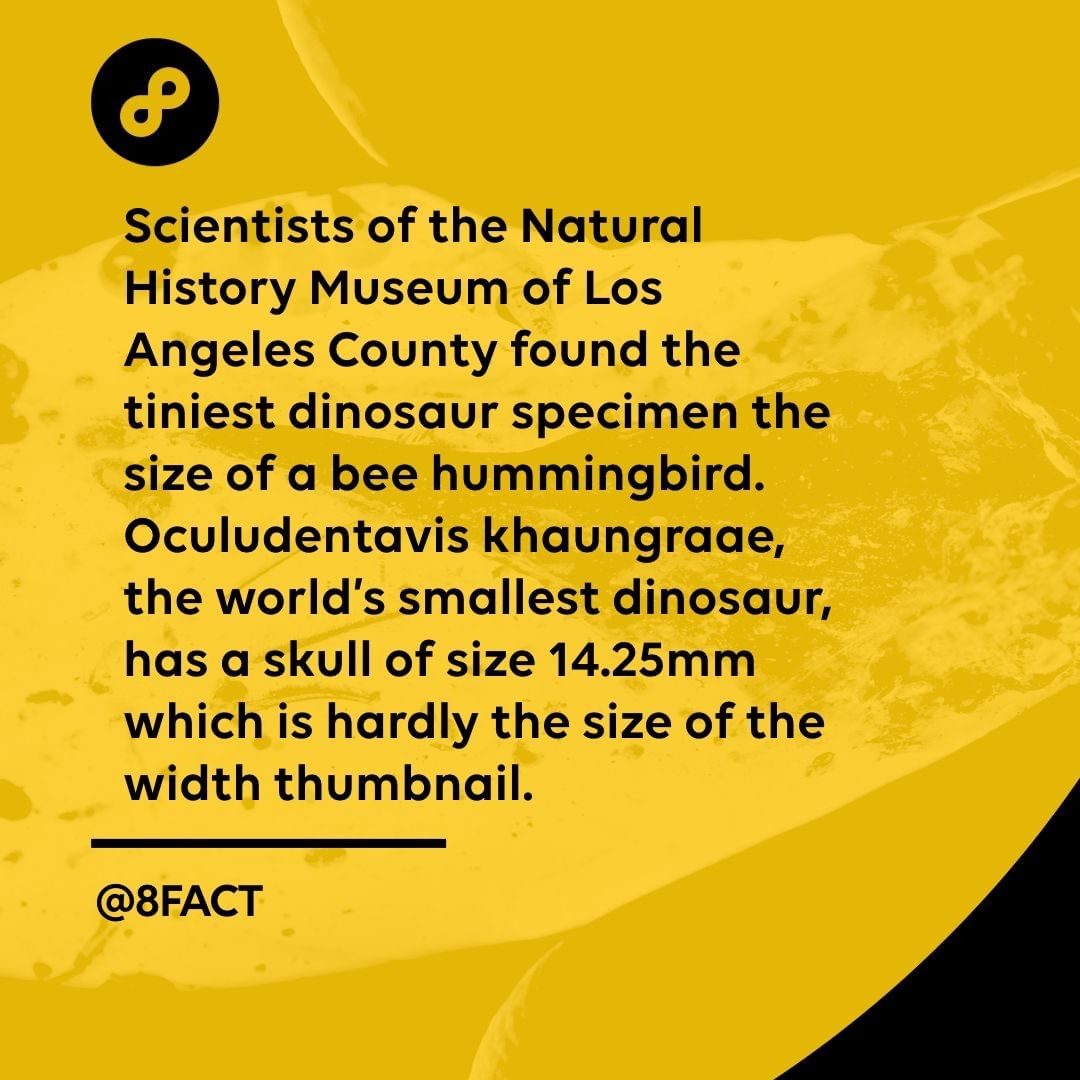 Scientists of the Natural
History Museum of Los
Angeles County found the
tiniest dinosaur specimen the
size of a bee hummingbird.
Oculudentavis khaungraae,
the world's smallest dinosaur,
has a skull of size 14.25mm
which is hardly the size of the
width thumbnail.
@8FACT